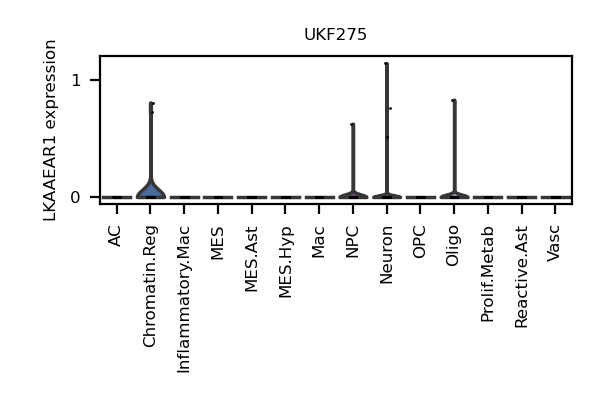 UKF275
LKAAEAR1 expression
1
0
AC
Chromatin.Reg
Inflammatory.Mac
MES
MES.Ast
MES.Hyp
Mac
NPC
Neuron
OPC
Oligo
Prolif.Metab
Reactive.Ast
Vasc